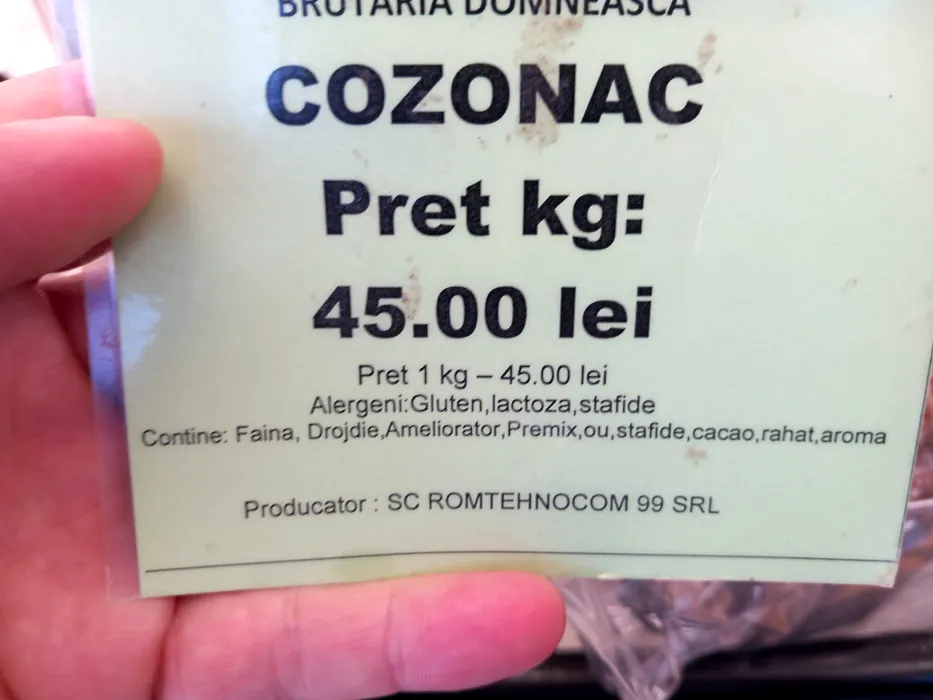 BRUTARIA DOMNEASCA
COZONAC
Pret kg:
45.00 lei
Pret 1 kg – 45.00 lei
Alergeni:Gluten,lactoza,stafide
Contine: Faina, Drojdie,Ameliorator,Premix,ou,stafide,cacao,rahat,aroma
Producator : SC ROMTEHNOCOM 99 SRL